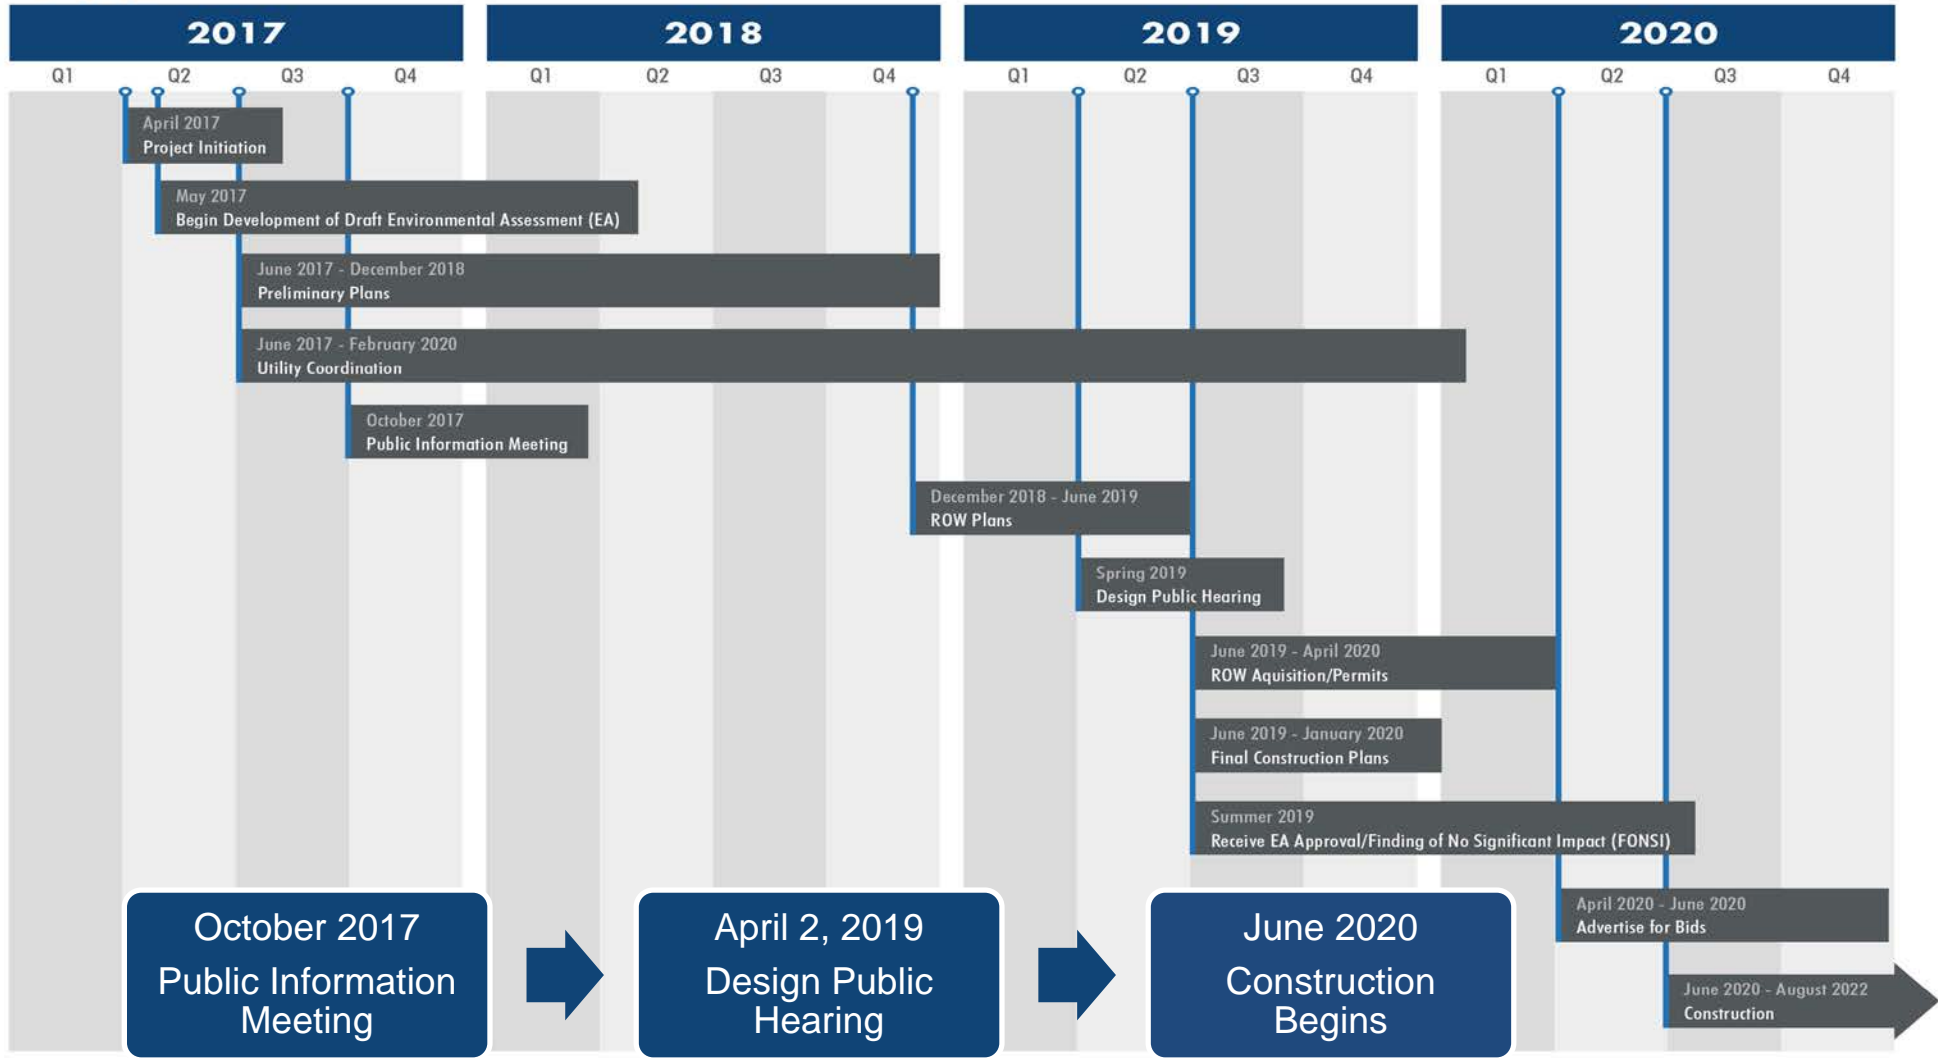 2017 2018 2019 2020
Q1 Q2 Q3 Q4 Q1 Q2 Q3 Q4 Q1 Q2 Q3 Q4 Q1 Q2 Q3 Q4
April 2017
Project Initiation
May 2017
Begin Development of Draft Environmental Assessment (EA)
June 2017 - December 2018
Preliminary Plans
June 2017 - February 2020
Utility Coordination
October 2017
Public Information Meeting
December 2018 - June 2019
ROW Plans
Spring 2019
Design Public Hearing
June 2019 - April 2020
ROW Aquisition/Permits
June 2019 - January 2020
Final Construction Plans
Summer 2019
Receive EA Approval/Finding of No Significant Impact (FONSI)
April 2020 - June 2020
Advertise for Bids
June 2020 - August 2022
Construction
October 2017
Public Information
Meeting
April 2, 2019
Design Public
Hearing
June 2020
Construction
Begins